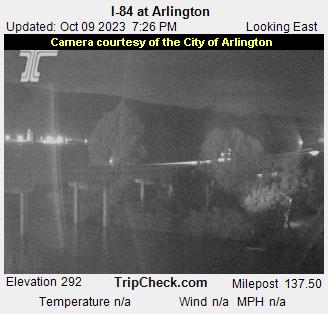 I-84 at Arlington
Updated: Oct 09 2023 7:26 PM Looking East
Camera courtesy of the City of Arlington
Elevation 292 TripCheck.com Milepost 137.50
Temperature n/a Wind n/a MPH n/a